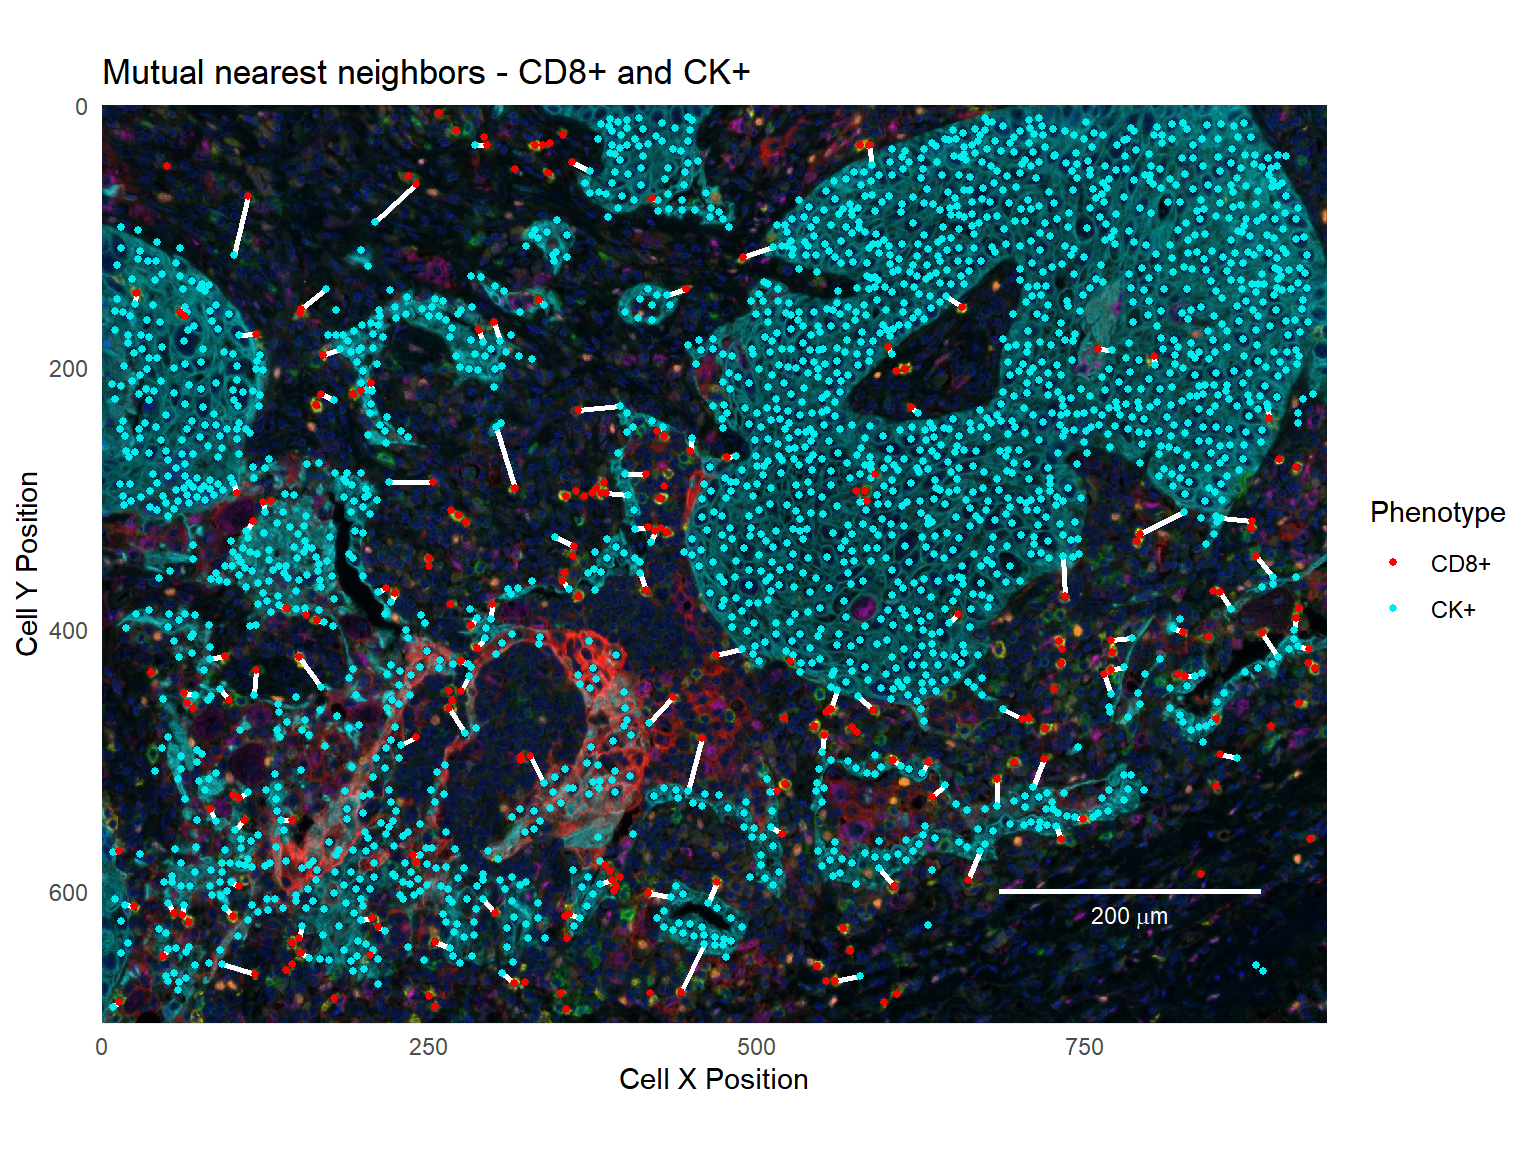 Mutual nearest neighbors - CD8+ and CK+
0
200
400
600
Cell Y Position
0
250
500
750
Cell X Position
200 μm
Phenotype
CD8+
CK+